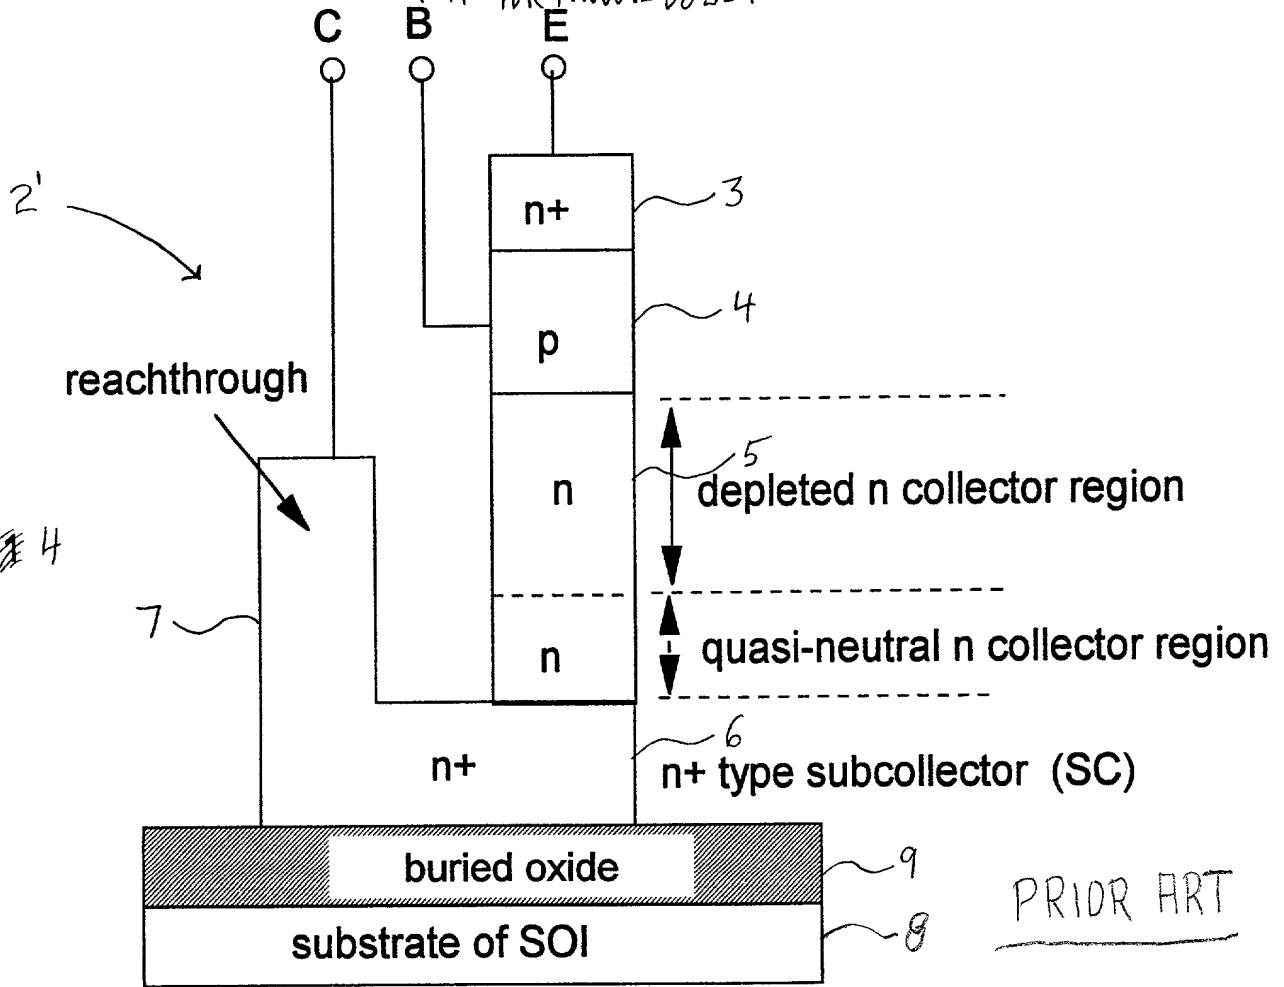 C B E
2'
n+
3
p
4
reachthrough
n
5
depleted n collector region
4
7
n
quasi-neutral n collector region
n+
6
n+ type subcollector (SC)
buried oxide
9
substrate of SOI
8
PRIOR ART